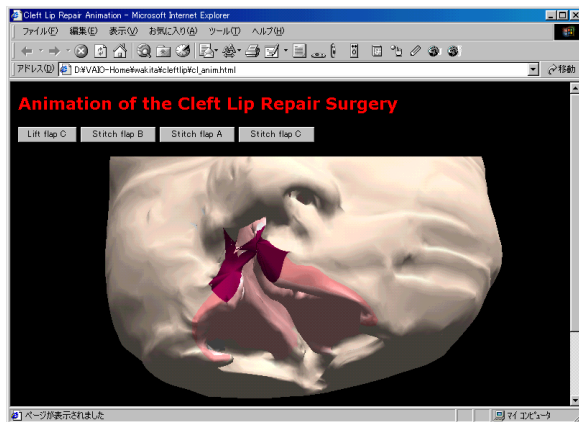 Cleft Lip Repair Animation - Microsoft Internet Explorer
ファイル(F) 編集(E) 表示(V) お気に入り(A) ツール(T) ヘルプ(H)
アドレス(D) D:¥VAIO-Home¥wakita¥cleftlip¥cl_anim.html 移動
Animation of the Cleft Lip Repair Surgery
Lift flap C Stitch flap B Stitch flap A Stitch flap C
ページが表示されました マイ コンピュータ